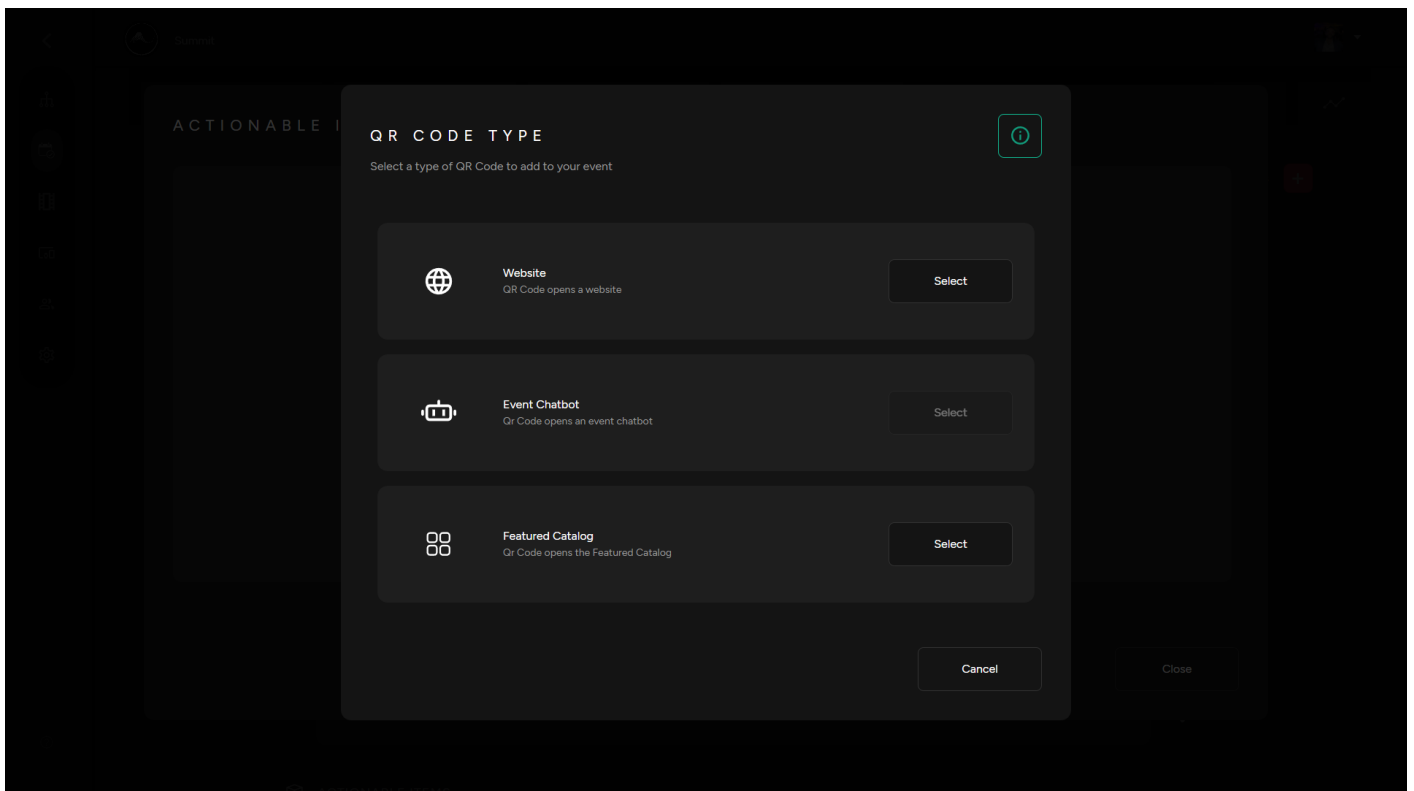 Summit
ACTIONABLE I
QR CODE TYPE
Select a type of QR Code to add to your event
Website
QR Code opens a website
Select
Event Chatbot
Qr Code opens an event chatbot
Select
Featured Catalog
Qr Code opens the Featured Catalog
Select
Cancel
Close